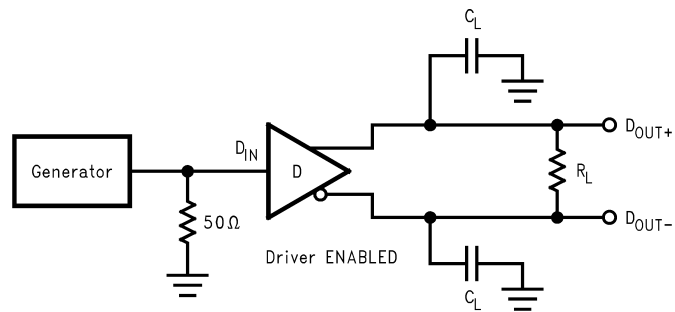 C_L
D_OUT+
D_IN
Generator
D
R_L
50Ω
D_OUT−
Driver ENABLED
C_L